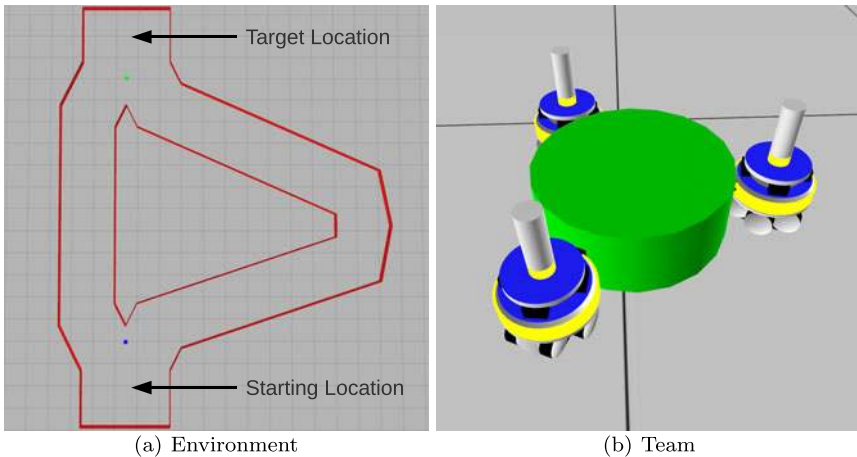 Target Location
Starting Location
(a) Environment
(b) Team